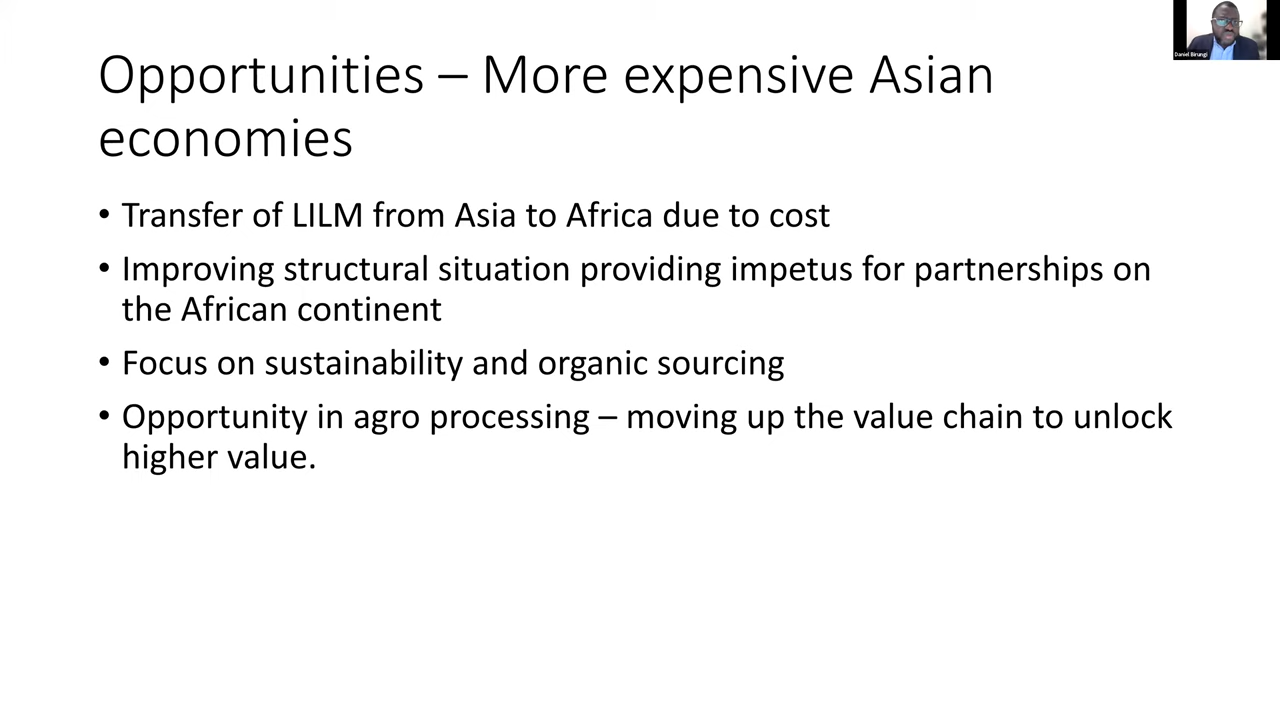 Daniel Birungi
Opportunities – More expensive Asian
economies
• Transfer of LILM from Asia to Africa due to cost
• Improving structural situation providing impetus for partnerships on
the African continent
• Focus on sustainability and organic sourcing
• Opportunity in agro processing – moving up the value chain to unlock
higher value.